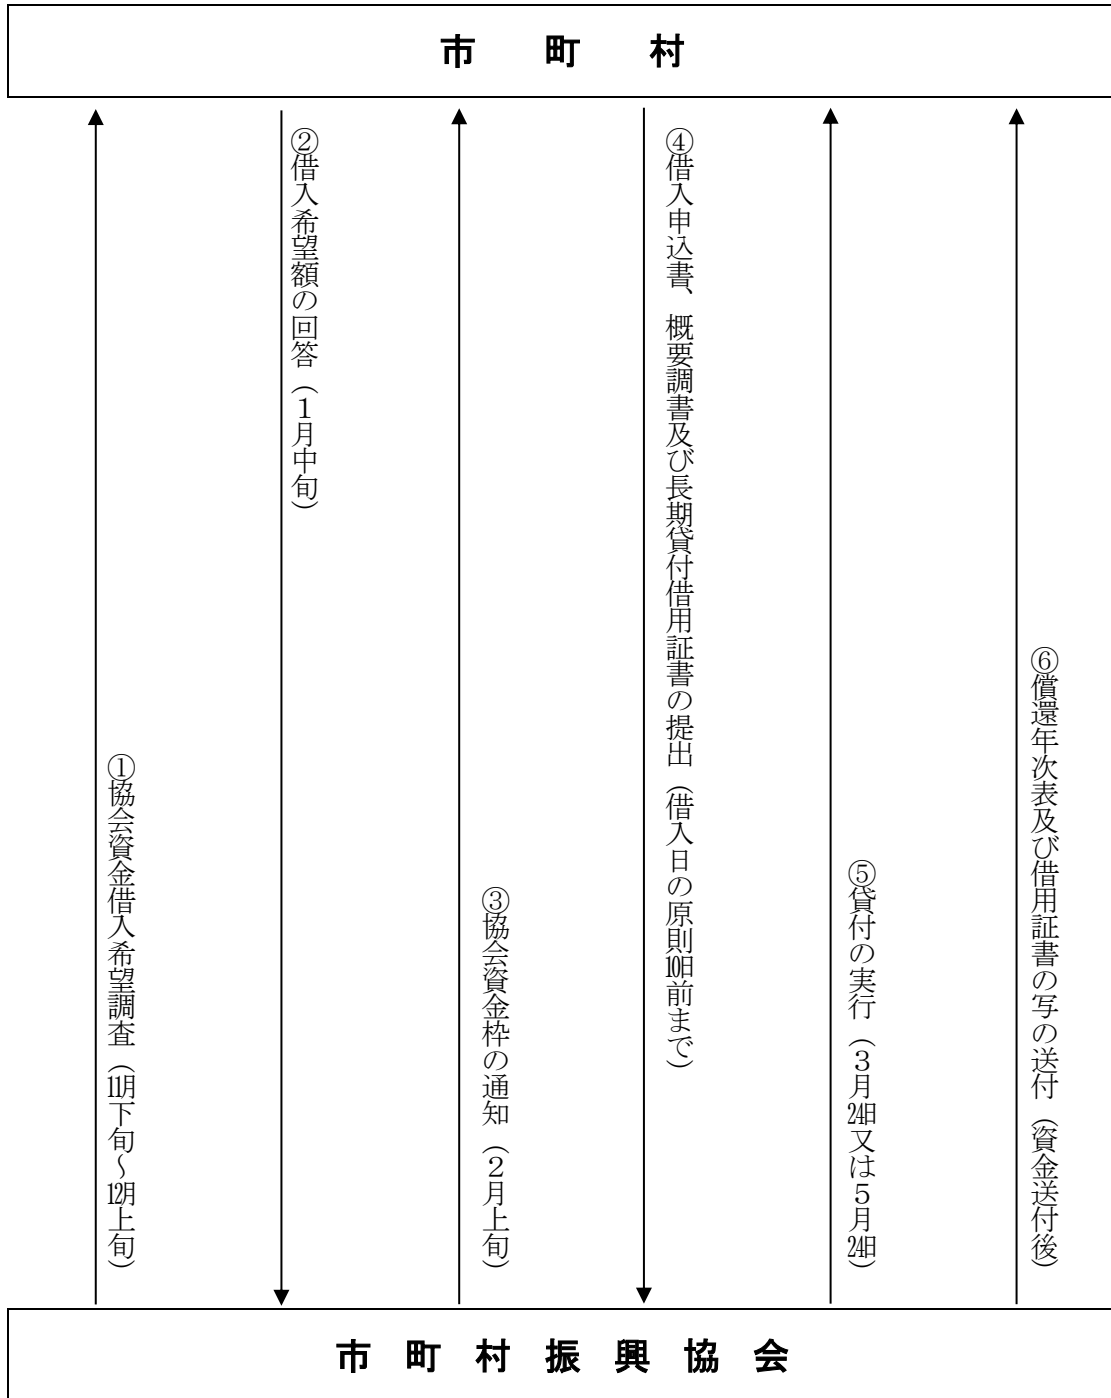 市町村
①協会資金借入希望調査（11月下旬～12月上旬）
②借入希望額の回答（１月中旬）
③協会資金枠の通知（２月上旬）
④借入申込書、概要調書及び長期貸付借用証書の提出（借入日の原則10日前まで）
⑤貸付の実行（３月24日又は５月24日）
⑥償還年次表及び借用証書の写の送付（資金送付後）
市町村振興協会